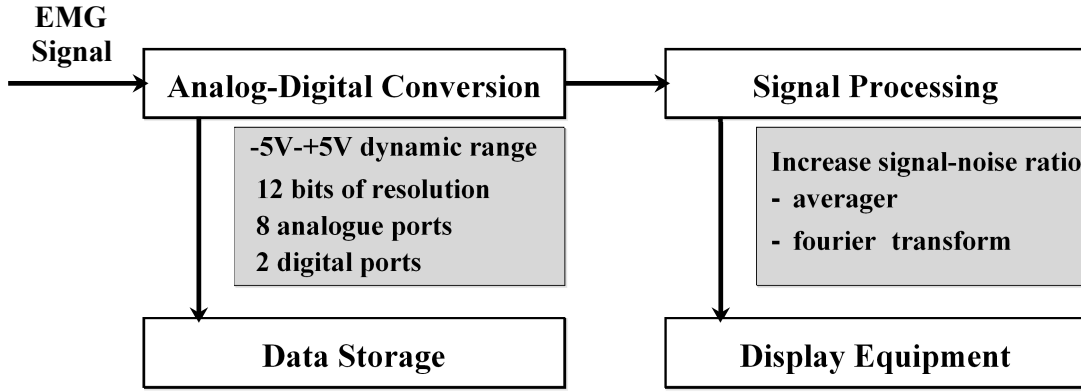 EMG
Signal
Analog-Digital Conversion
-5V-+5V dynamic range
12 bits of resolution
8 analogue ports
2 digital ports
Data Storage
Signal Processing
Increase signal-noise ratio
- averager
- fourier transform
Display Equipment